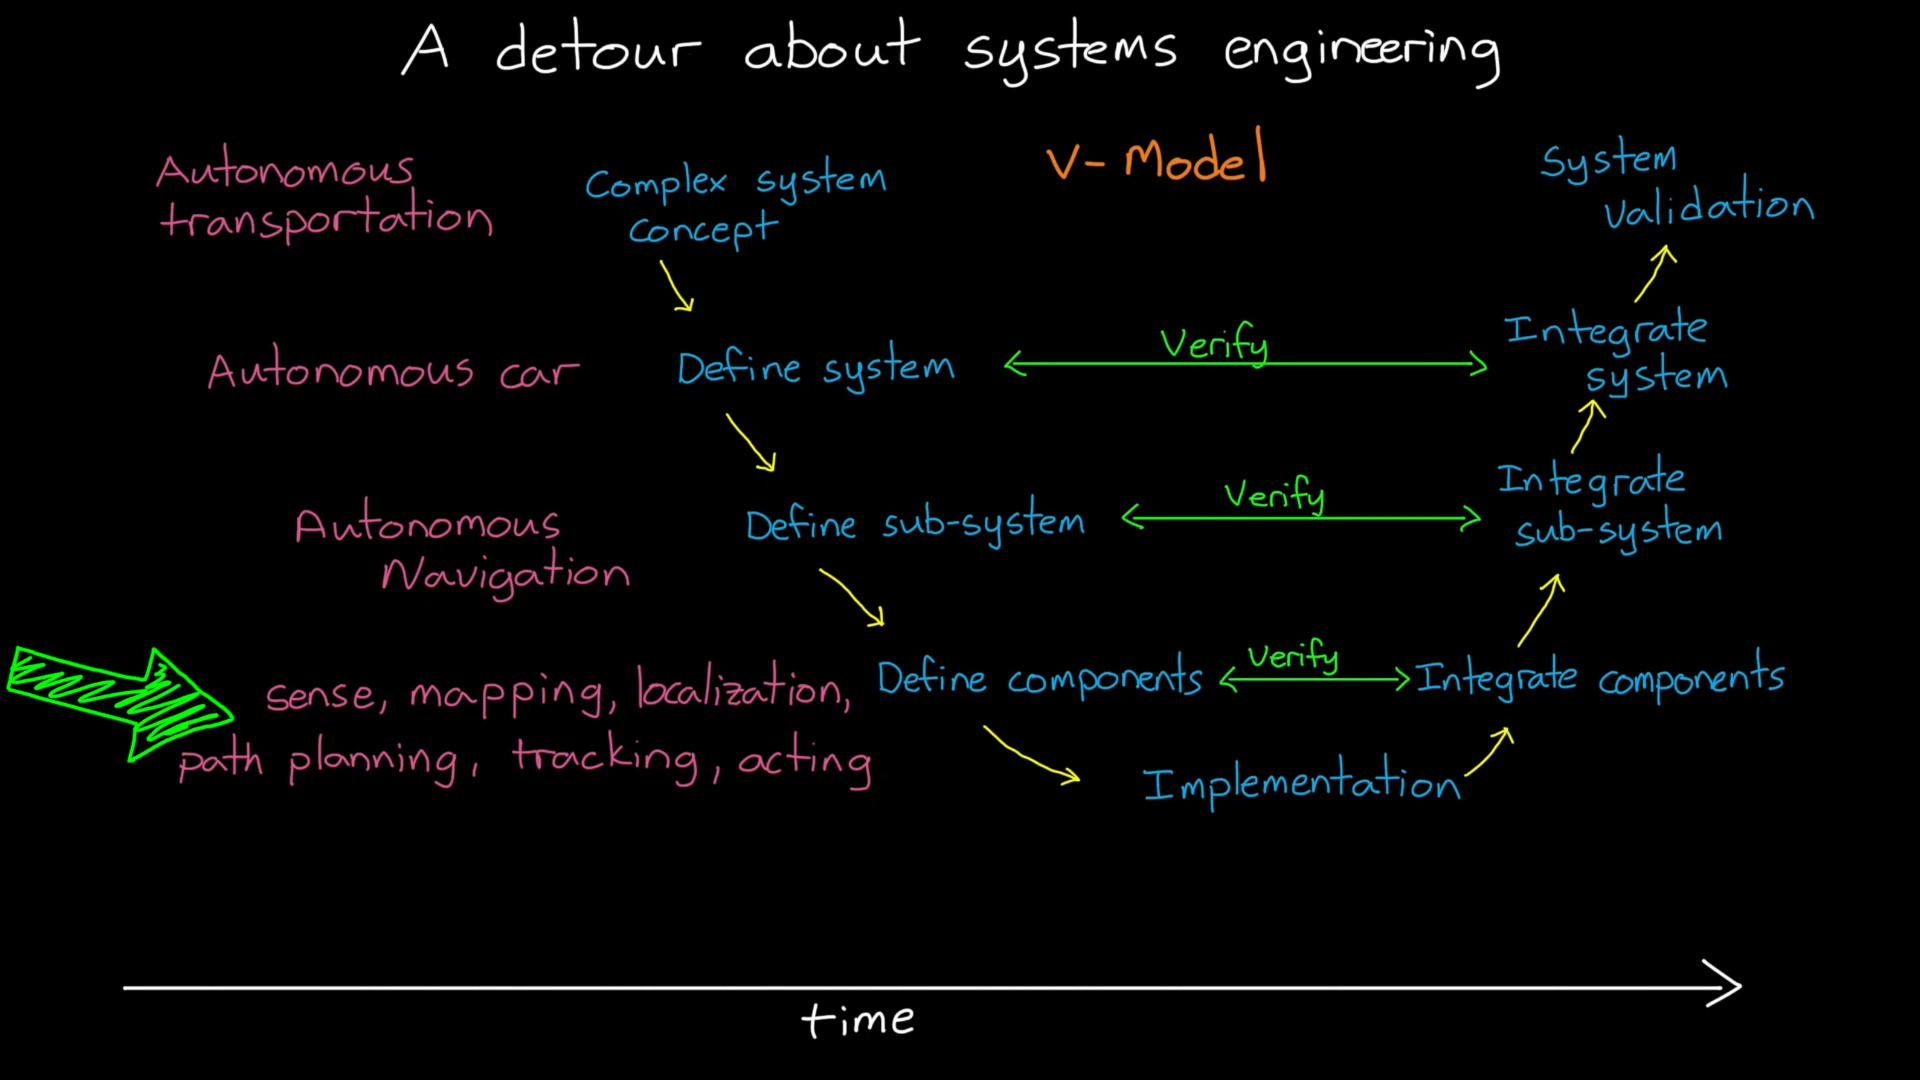 A detour about systems engineering
V-Model
Autonomous
transportation
Complex system
concept
System
validation
Autonomous car
Define system
Verify
Integrate
system
Autonomous
Navigation
Define sub-system
Verify
Integrate
sub-system
sense, mapping, localization,
path planning, tracking, acting
Define components
Verify
Integrate components
Implementation
time